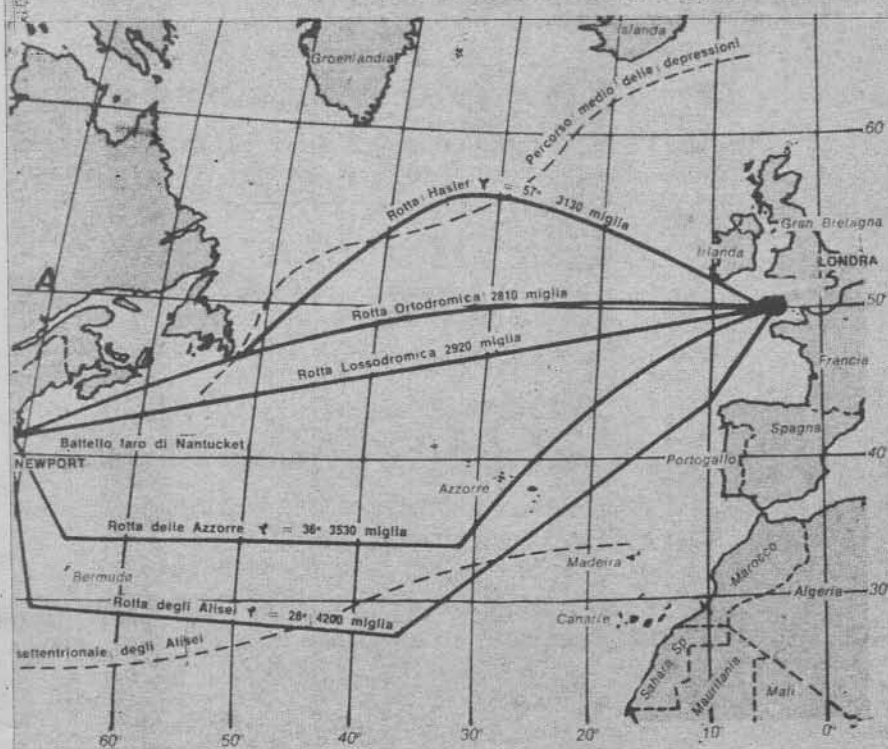 Islanda
Groenlandia
Percorso medio delle depressioni
60°
Rotta Hasler φ = 57° 3130 miglia
Gran Bretagna
Irlanda
LONDRA
A
Rotta Ortodromica 2810 miglia
50°
Rotta Lossodromica 2920 miglia
Francia
Battello faro di Nantucket
Spagna
NEWPORT
Portogallo
40°
Azzorre
Rotta delle Azzorre φ = 36° 3530 miglia
Madeira
Marocco
Bermude
Algeria
30°
Rotta degli Alisei φ = 28° 4200 miglia
Canarie
settentrionale degli Alisei
Sahara Sp
Mauritania
Mali
60° 50° 40° 30° 20° 10° 0°